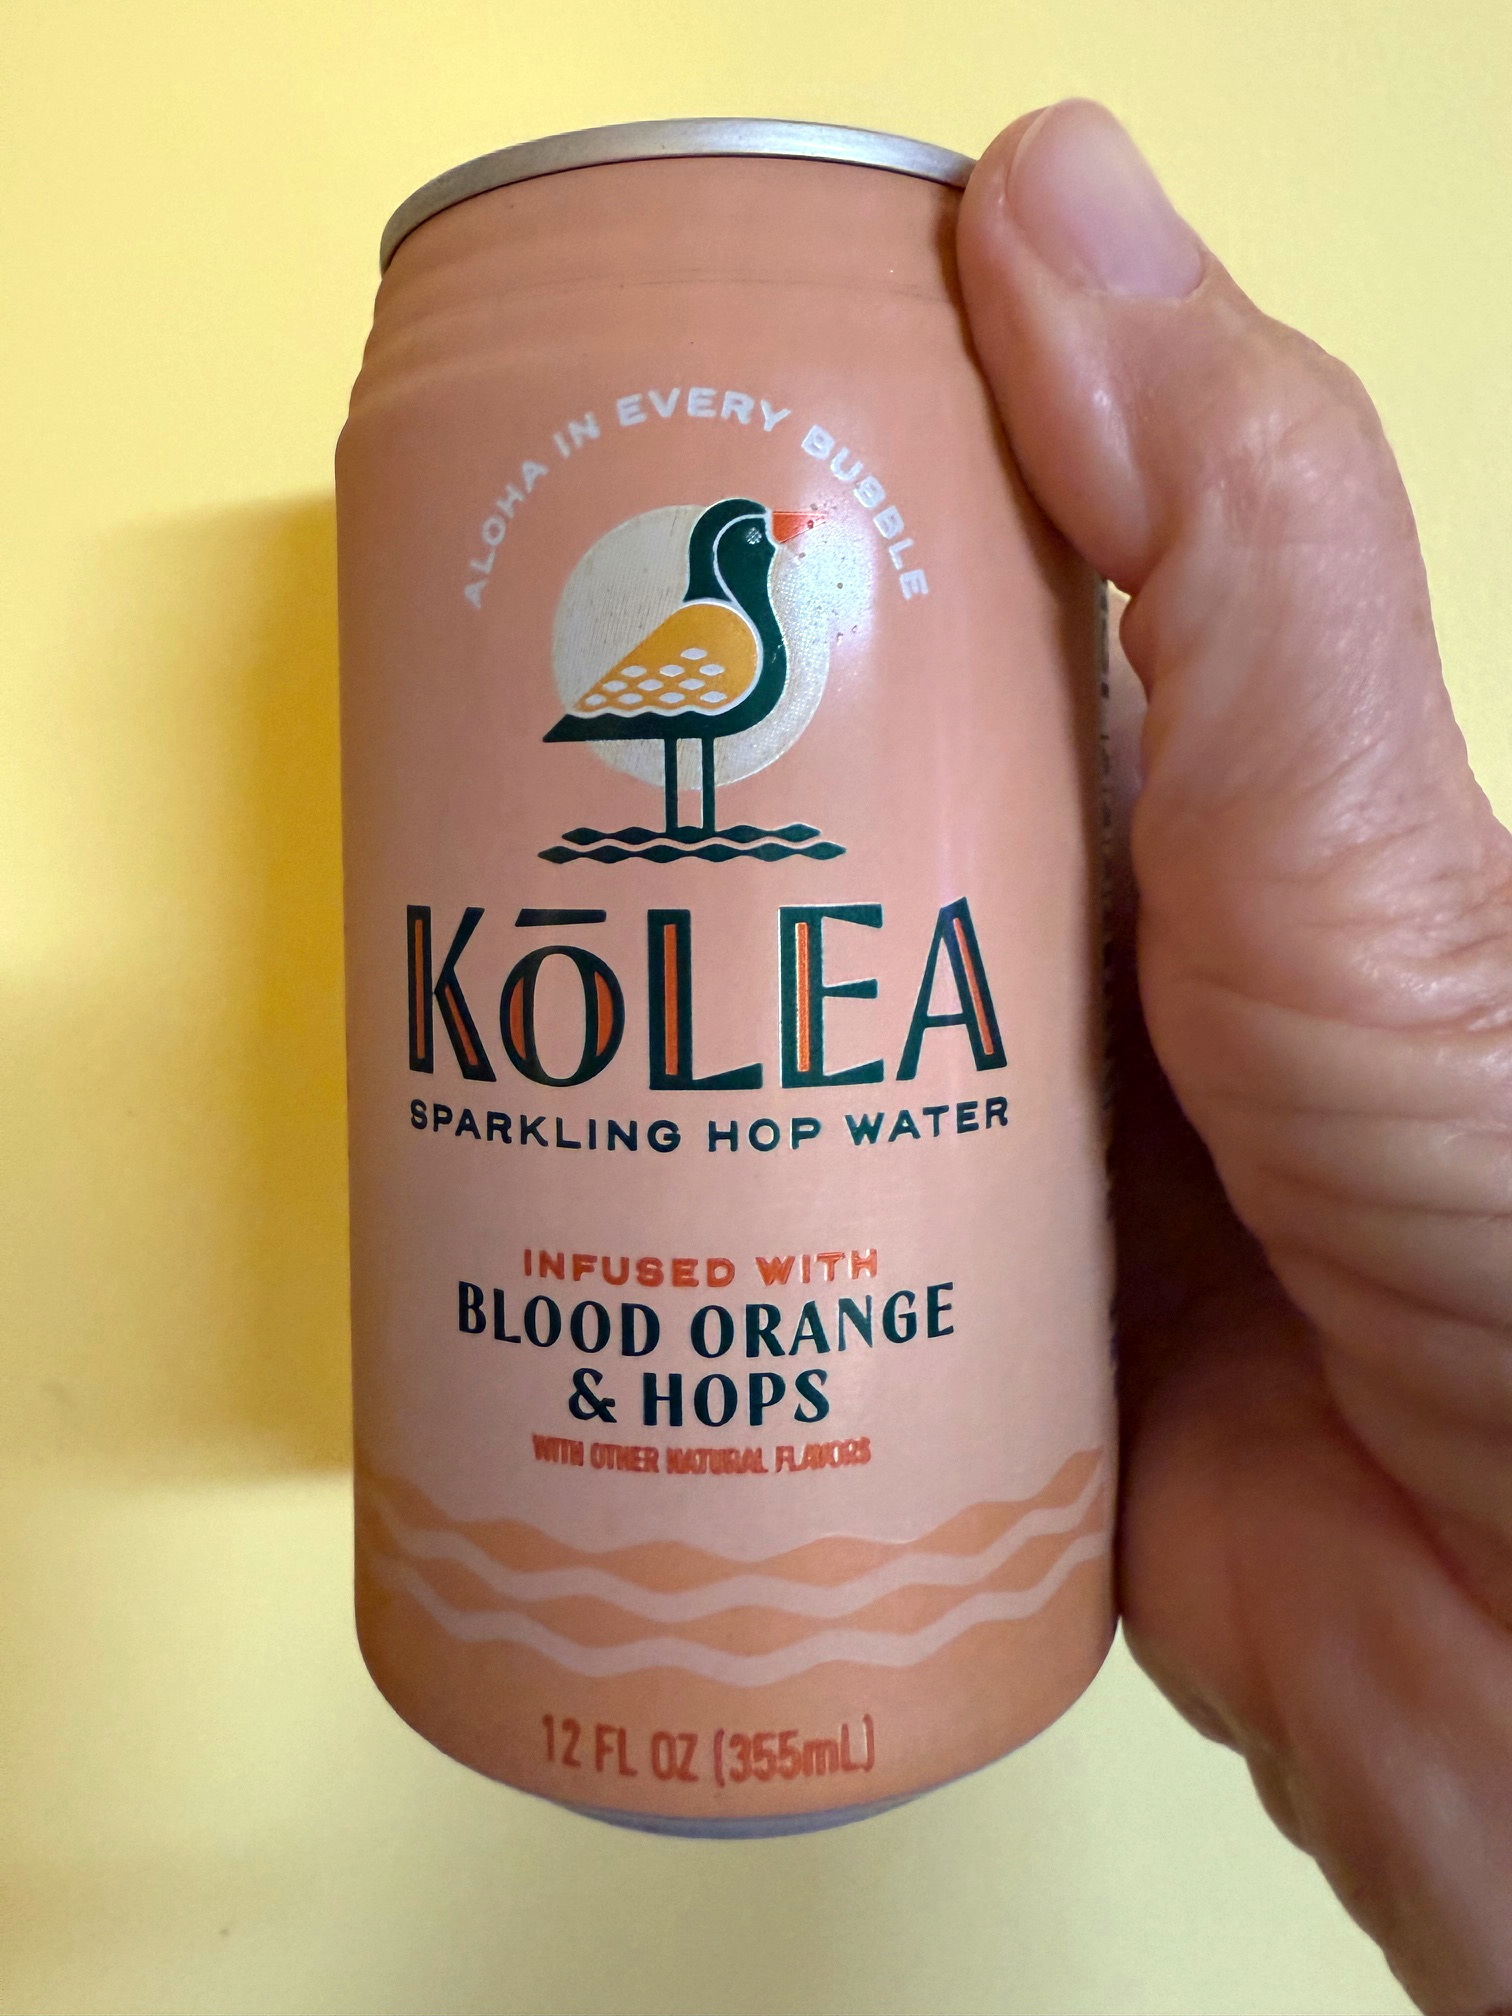 ALOHA IN EVERY BUBBLE
KōLEA
SPARKLING HOP WATER
INFUSED WITH
BLOOD ORANGE
& HOPS
WITH OTHER NATURAL FLAVORS
12 FL OZ (355mL)